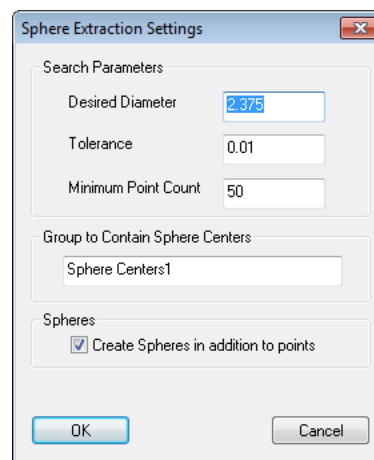 Sphere Extraction Settings
Search Parameters
Desired Diameter 2.375
Tolerance 0.01
Minimum Point Count 50
Group to Contain Sphere Centers
Sphere Centers1
Spheres
Create Spheres in addition to points
OK Cancel